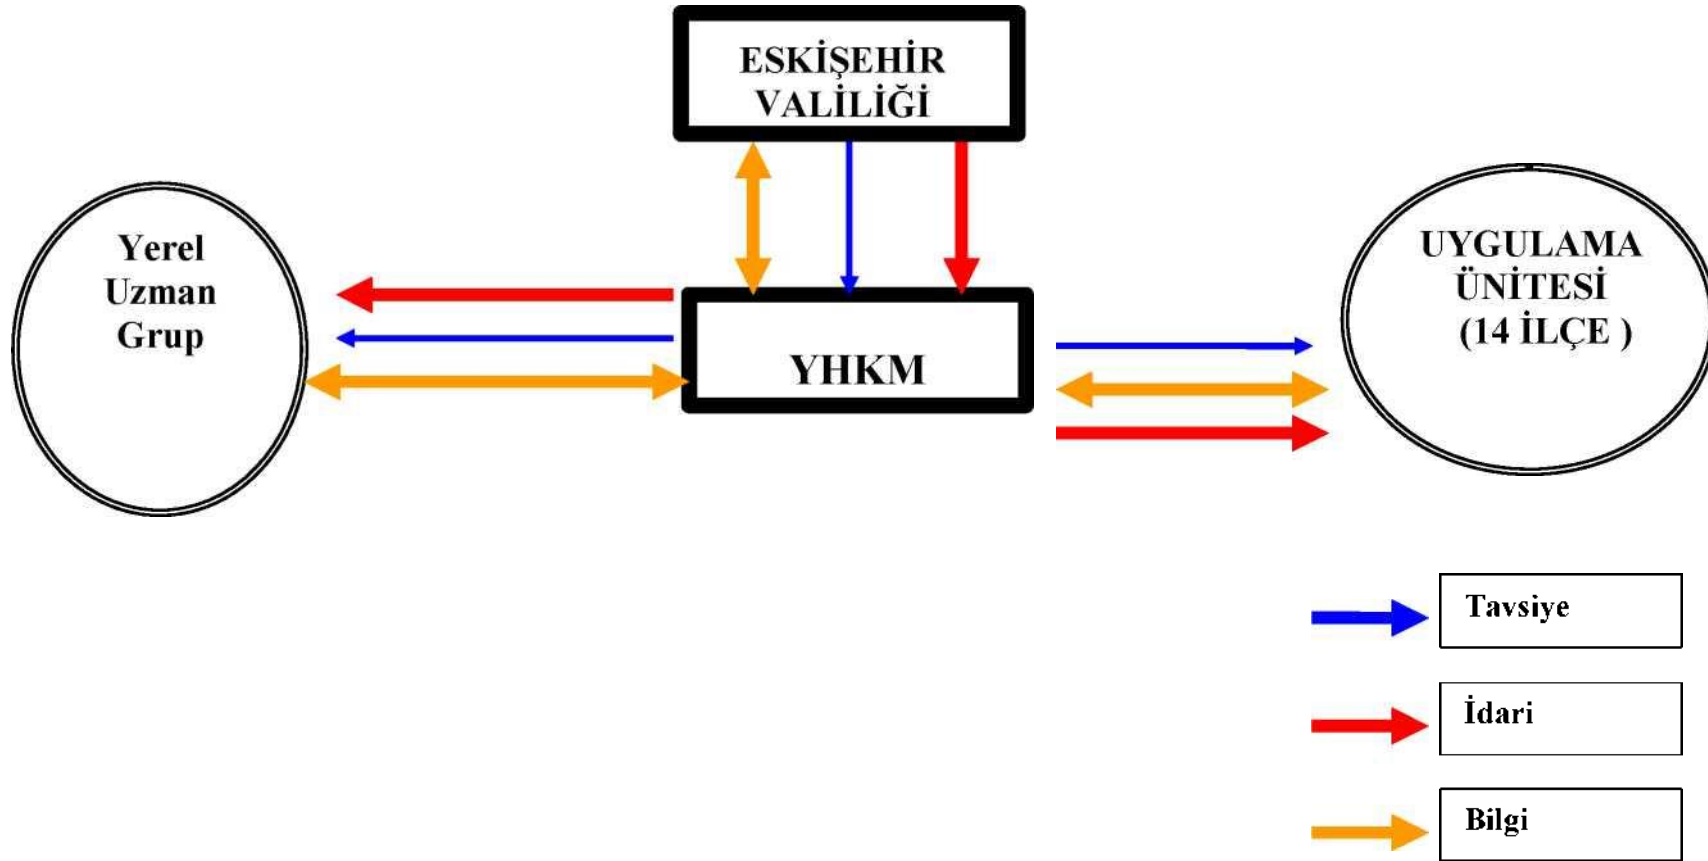 ESKİŞEHİR
VALİLİĞİ
Yerel
Uzman
Grup
YHKM
UYGULAMA
ÜNİTESİ
(14 İLÇE )
Tavsiye
İdari
Bilgi